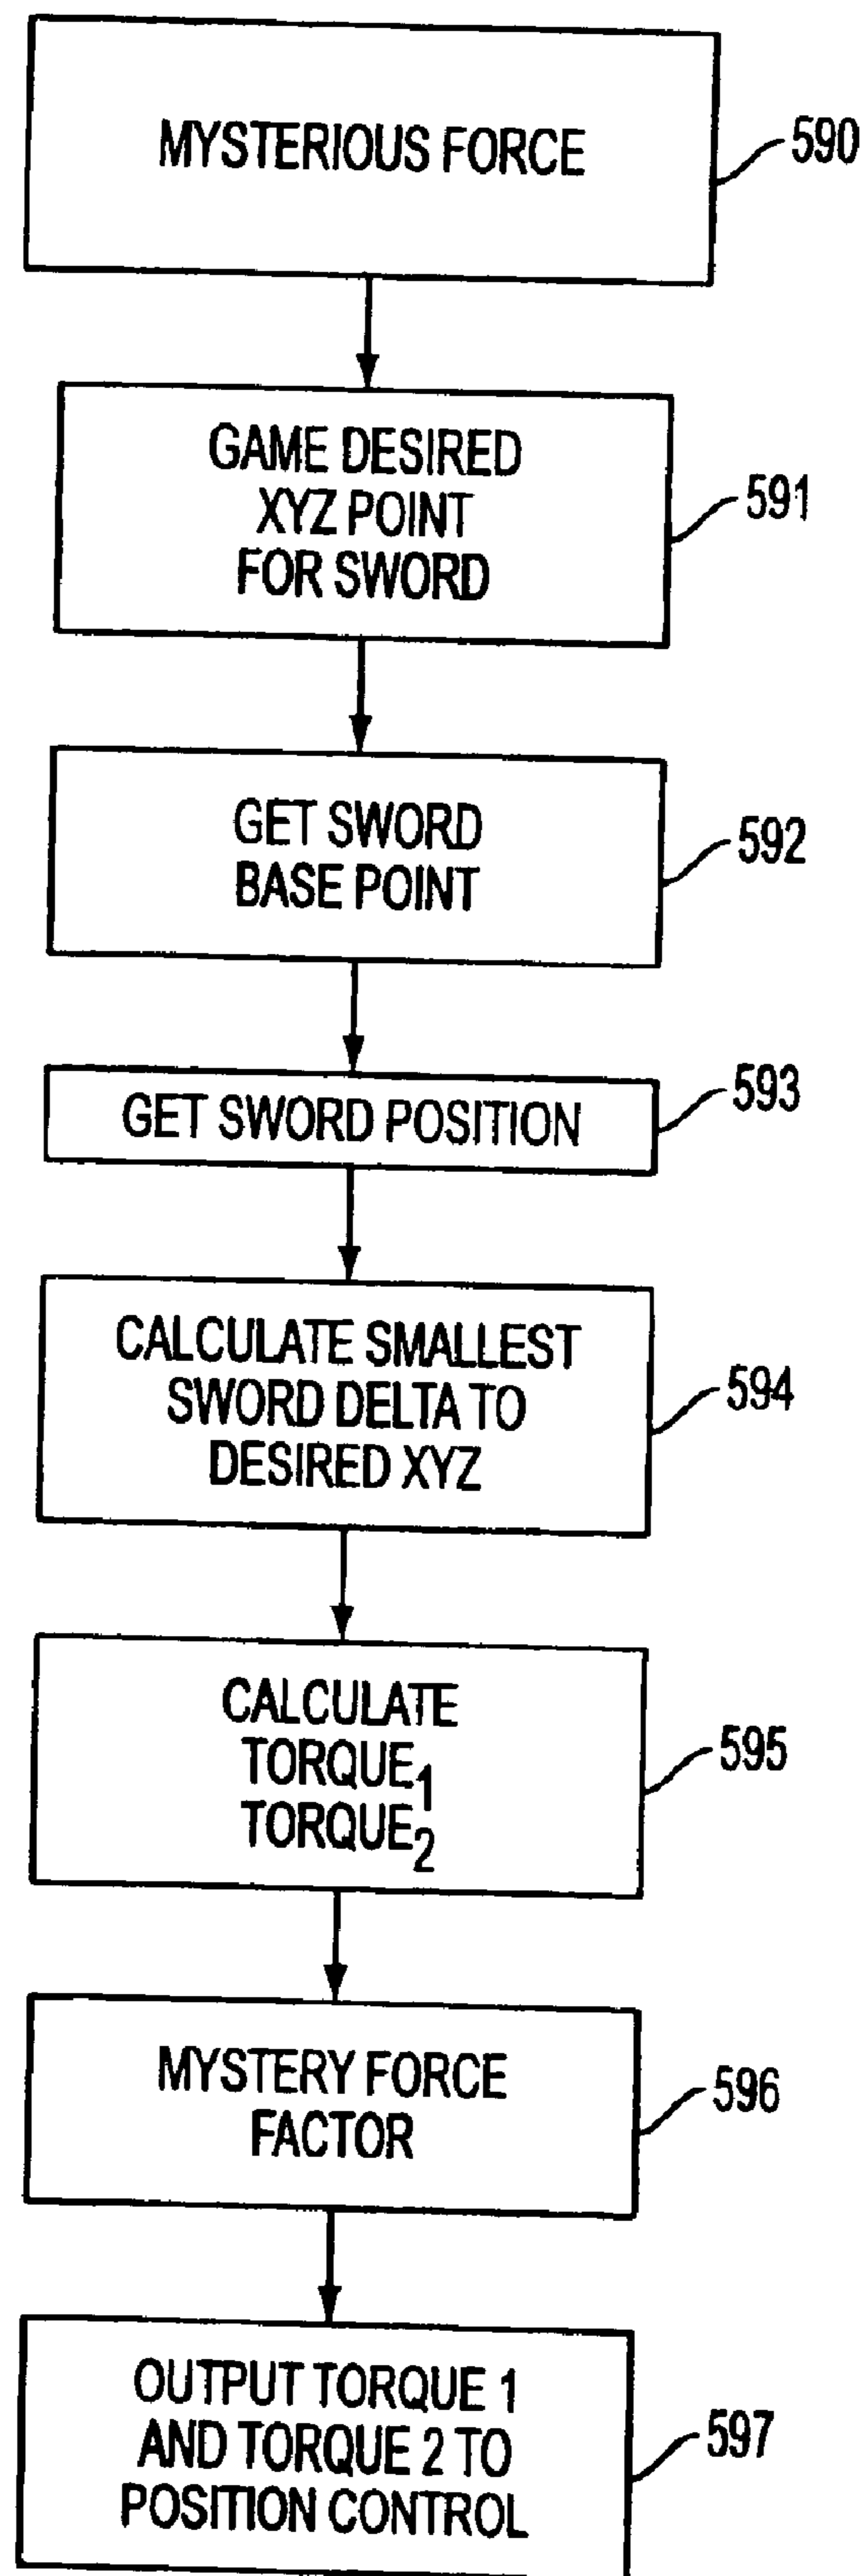 MYSTERIOUS FORCE
590
GAME DESIRED
XYZ POINT
FOR SWORD
591
GET SWORD
BASE POINT
592
GET SWORD POSITION
593
CALCULATE SMALLEST
SWORD DELTA TO
DESIRED XYZ
594
CALCULATE
TORQUE1
TORQUE2
595
MYSTERY FORCE
FACTOR
596
OUTPUT TORQUE 1
AND TORQUE 2 TO
POSITION CONTROL
597